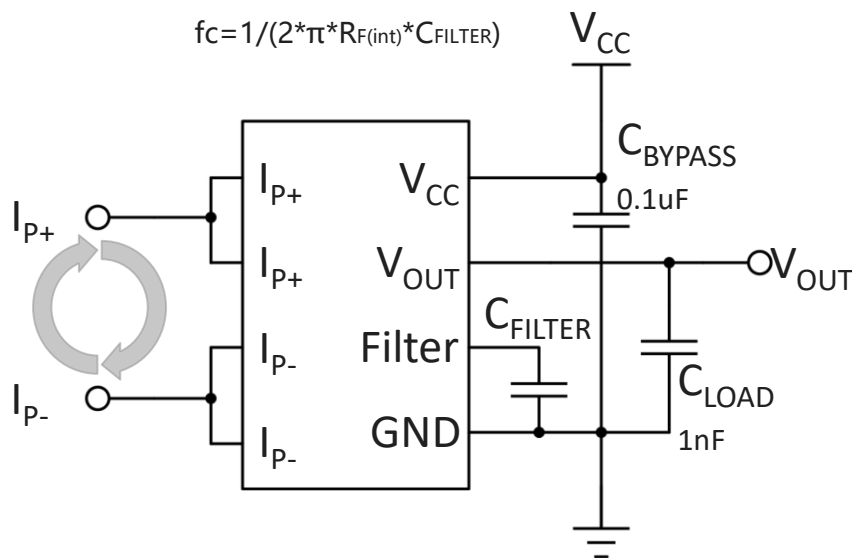 fc=1/(2*π*RF(int)*CFILTER)
VCC
CBYPASS
0.1uF
IP+
IP+
VCC
IP+
VOUT
VOUT
CFILTER
IP-
Filter
IP-
CLOAD
IP-
GND
1nF